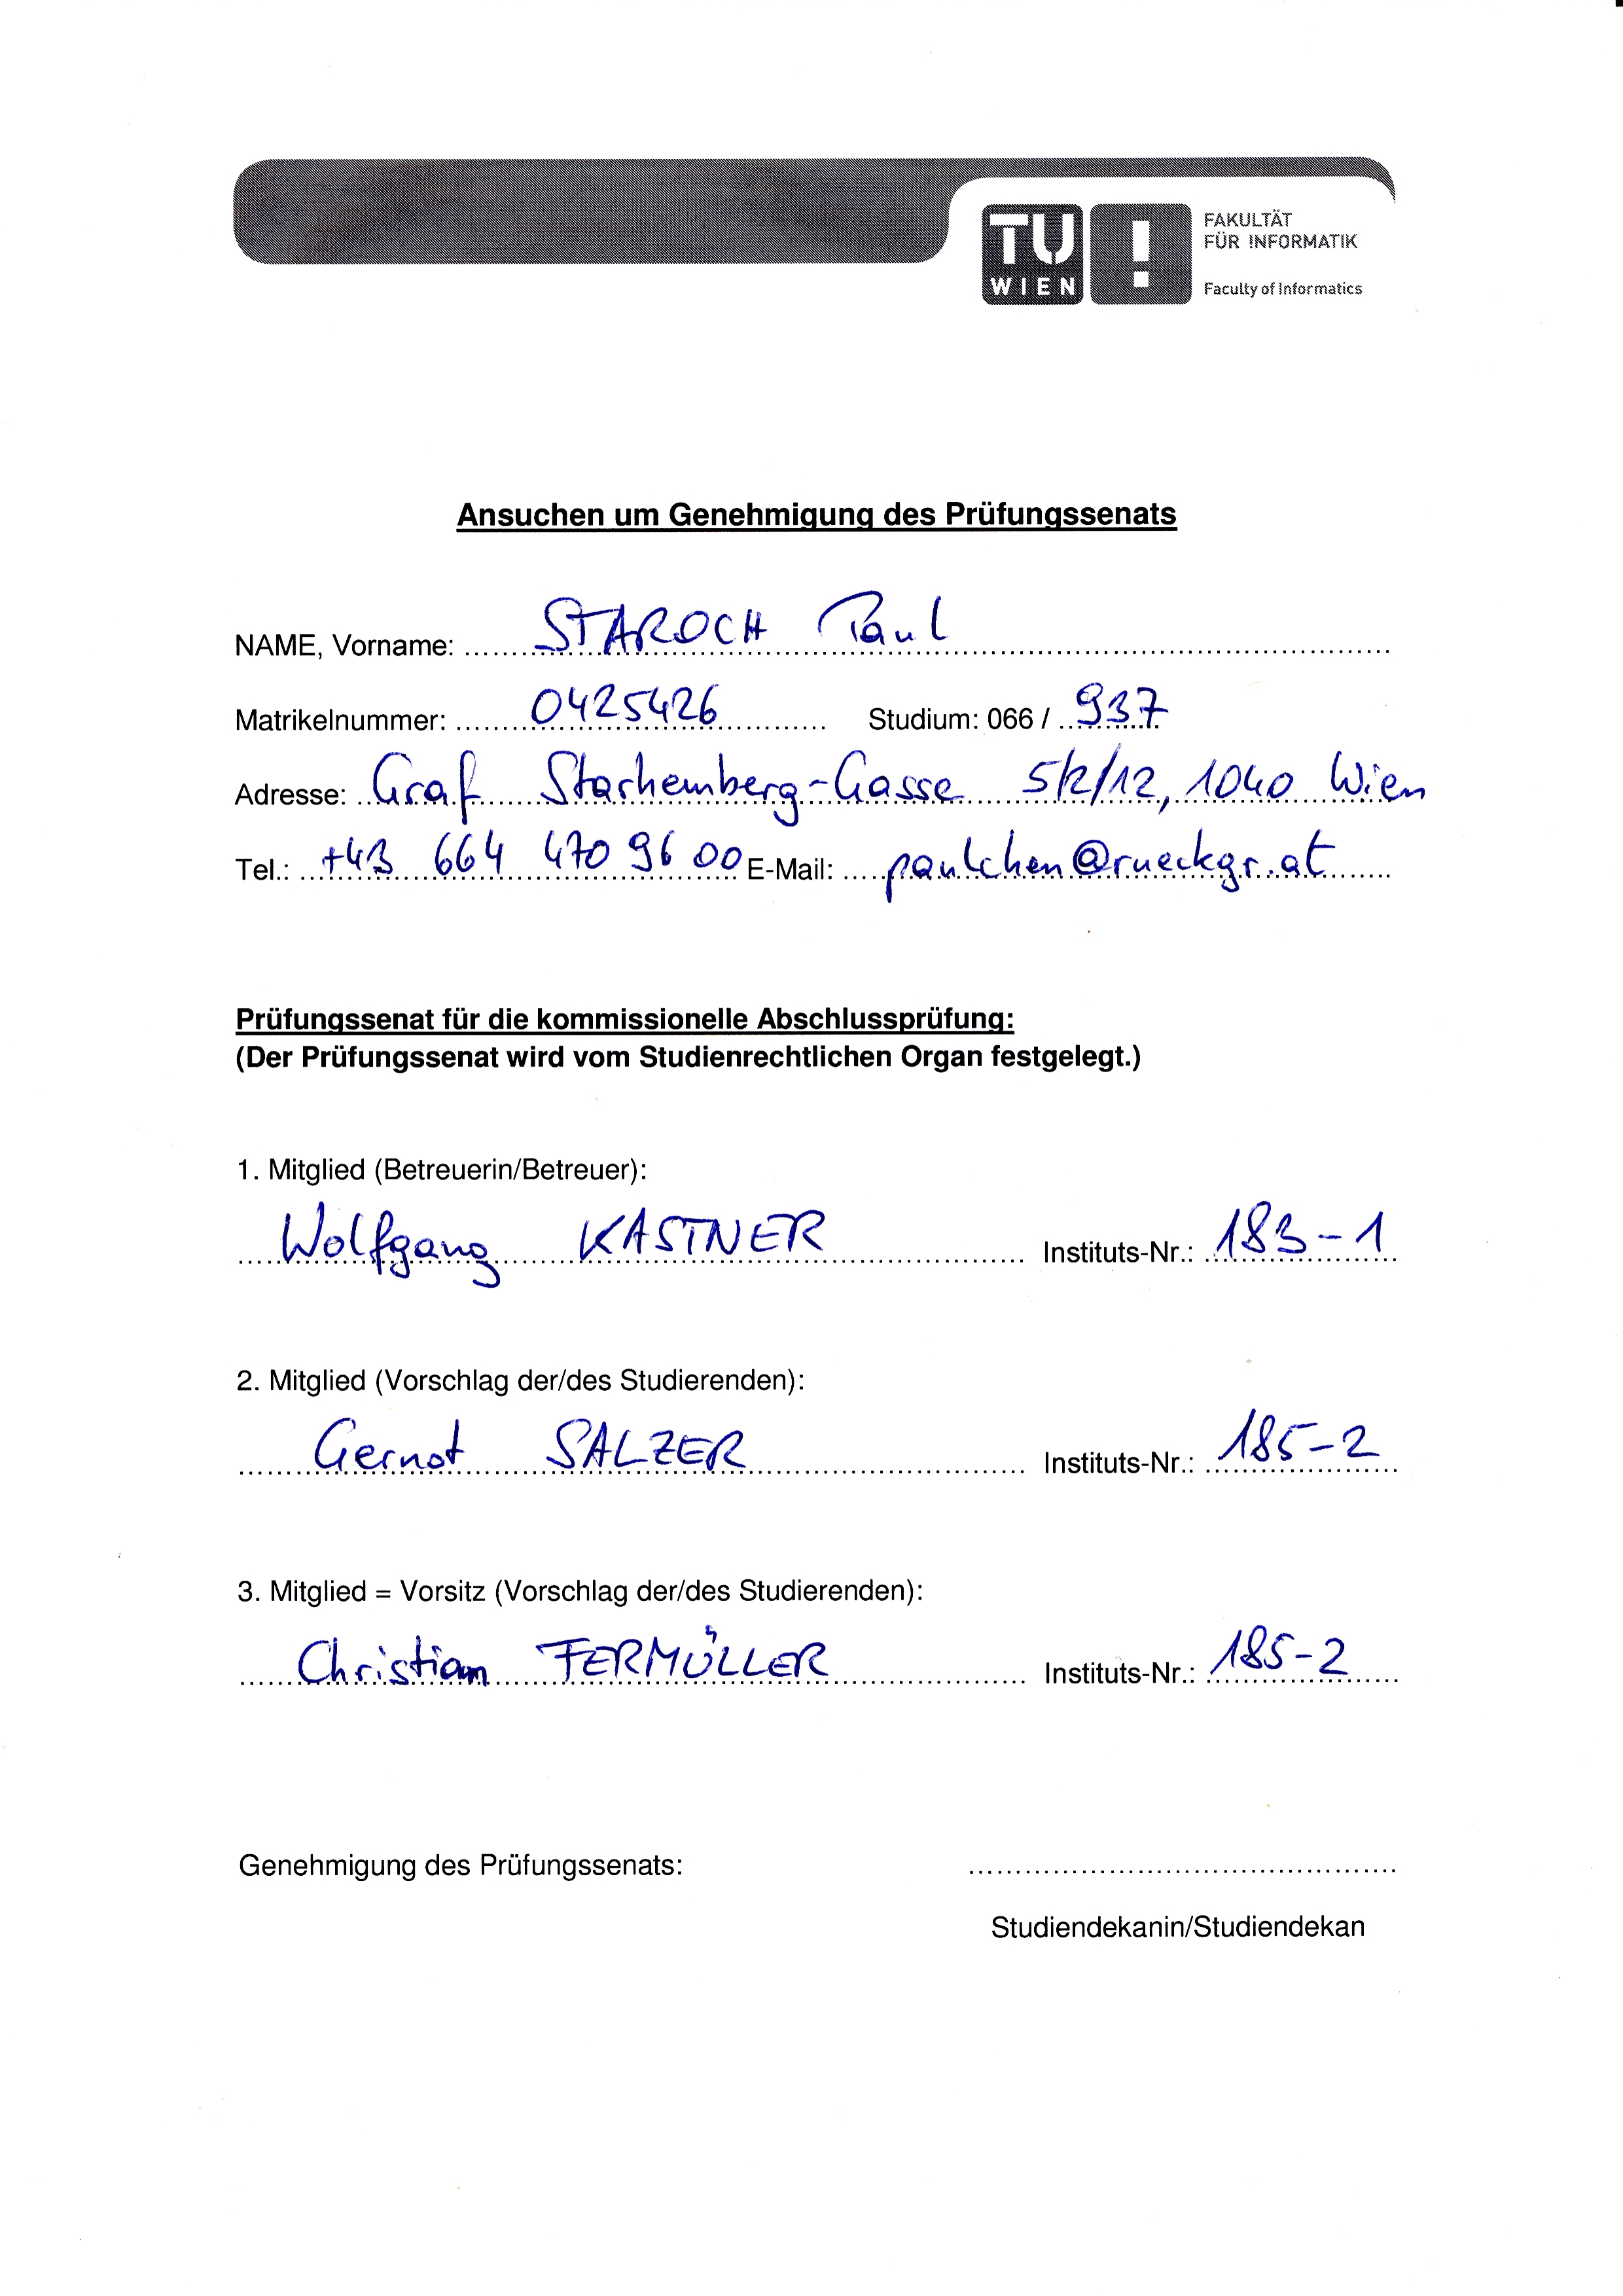 TU
WIEN
!
FAKULTÄT
FÜR !NFORMATIK
Faculty of Informatics
Ansuchen um Genehmigung des Prüfungssenats
NAME, Vorname: STAROCH Paul
Matrikelnummer: 0425426 Studium: 066 / 937
Adresse: Graf Starhemberg-Gasse 5/2/12, 1040 Wien
Tel.: +43 664 470 96 00 E-Mail: paulchen@rueckgr.at
Prüfungssenat für die kommissionelle Abschlussprüfung:
(Der Prüfungssenat wird vom Studienrechtlichen Organ festgelegt.)
1. Mitglied (Betreuerin/Betreuer):
Wolfgang KASTNER Instituts-Nr.: 183-1
2. Mitglied (Vorschlag der/des Studierenden):
Gernot SALZER Instituts-Nr.: 185-2
3. Mitglied = Vorsitz (Vorschlag der/des Studierenden):
Christian FERMÜLLER Instituts-Nr.: 185-2
Genehmigung des Prüfungssenats:
Studiendekanin/Studiendekan